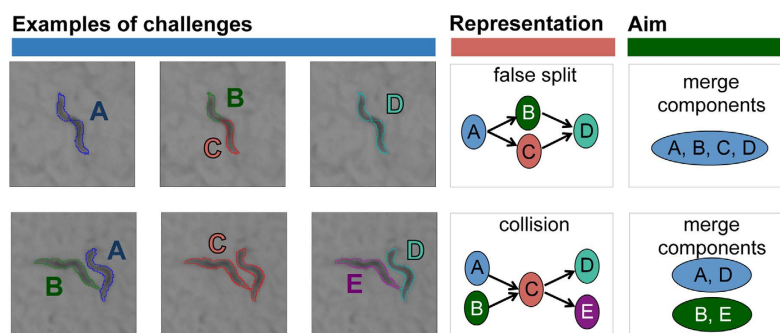 Examples of challenges
Representation
Aim
A
B
C
D
false split
A
B
C
D
merge
components
A, B, C, D
A
B
C
D
E
collision
A
B
C
D
E
merge
components
A, D
B, E